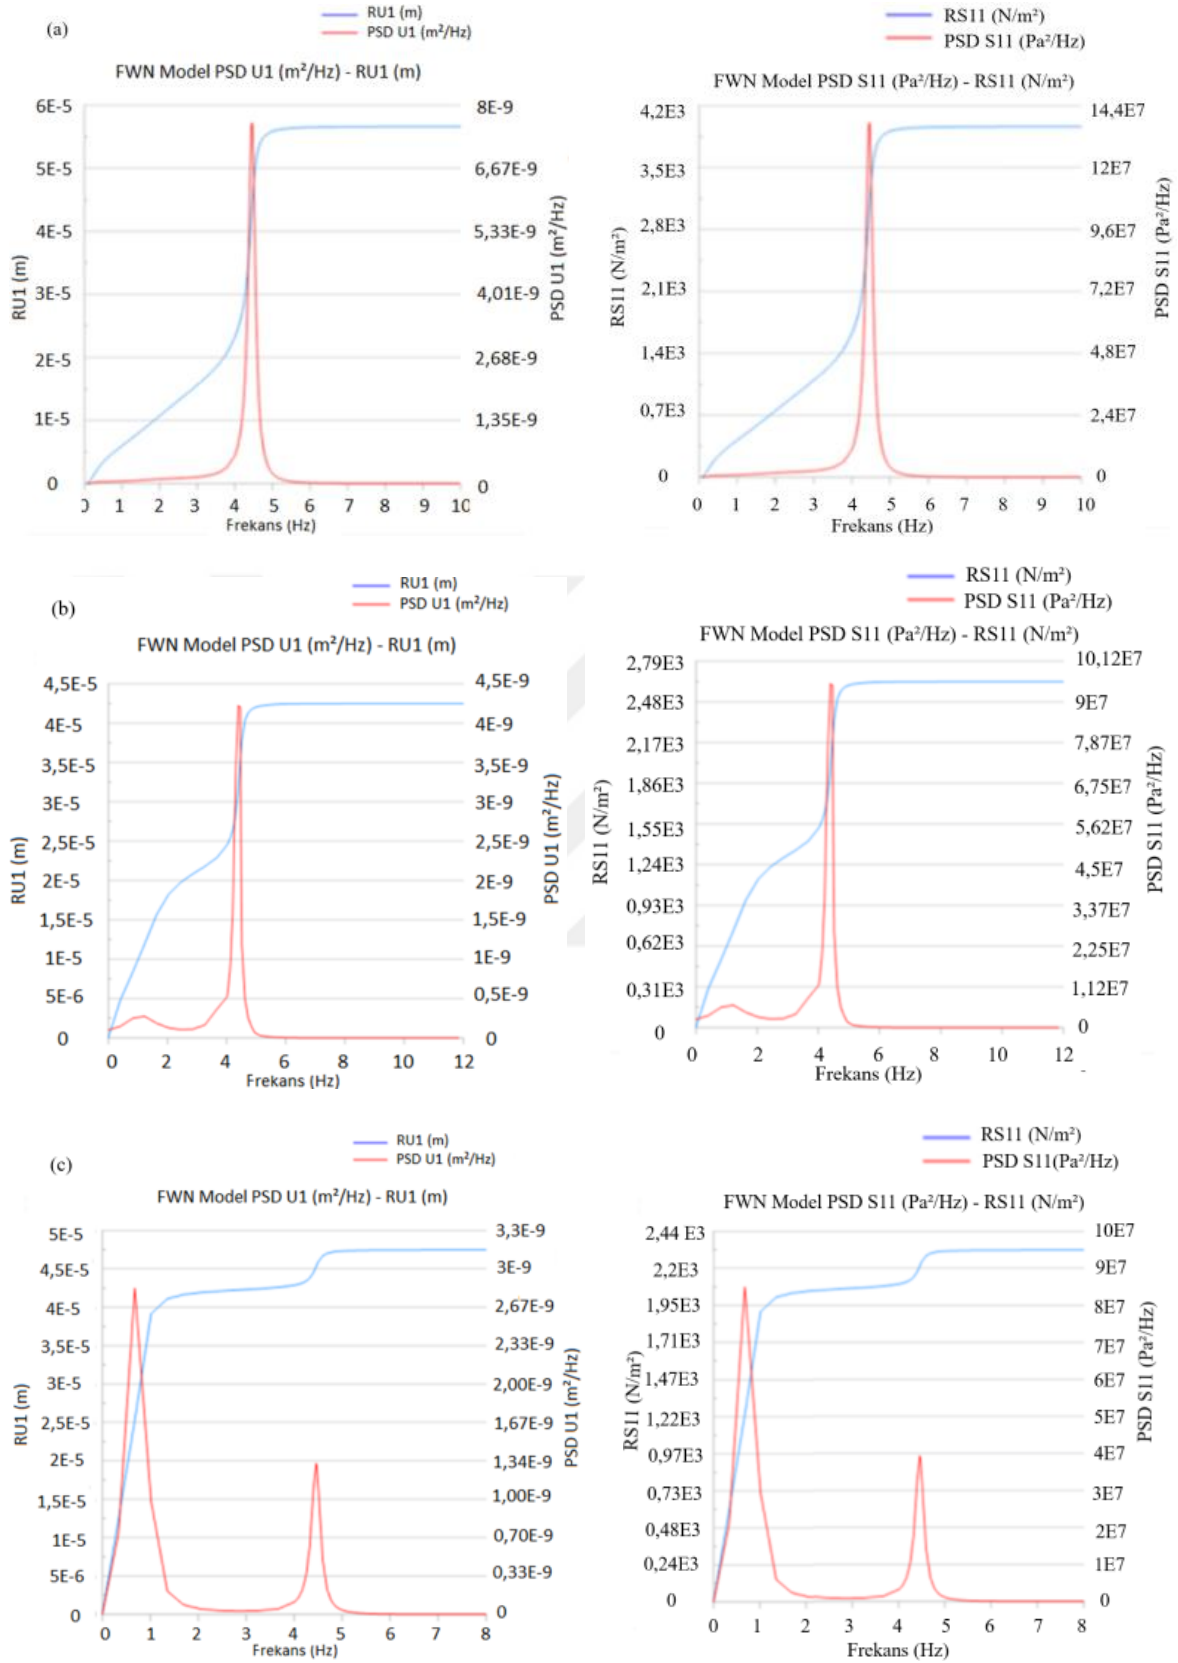 (a)
RU1 (m)
PSD U1 (m²/Hz)
FWN Model PSD U1 (m²/Hz) - RU1 (m)
6E-5
5E-5
4E-5
3E-5
2E-5
1E-5
0
RU1 (m)
8E-9
6,67E-9
5,33E-9
4,01E-9
2,68E-9
1,35E-9
0
PSD U1 (m²/Hz)
0 1 2 3 4 5 6 7 8 9 10
Frekans (Hz)
RS11 (N/m²)
PSD S11 (Pa²/Hz)
FWN Model PSD S11 (Pa²/Hz) - RS11 (N/m²)
4,2E3
3,5E3
2,8E3
2,1E3
1,4E3
0,7E3
0
RS11 (N/m²)
14,4E7
12E7
9,6E7
7,2E7
4,8E7
2,4E7
0
PSD S11 (Pa²/Hz)
0 1 2 3 4 5 6 7 8 9 10
Frekans (Hz)
(b)
RU1 (m)
PSD U1 (m²/Hz)
FWN Model PSD U1 (m²/Hz) - RU1 (m)
4,5E-5
4E-5
3,5E-5
3E-5
2,5E-5
2E-5
1,5E-5
1E-5
5E-6
0
RU1 (m)
4,5E-9
4E-9
3,5E-9
3E-9
2,5E-9
2E-9
1,5E-9
1E-9
0,5E-9
0
PSD U1 (m²/Hz)
0 2 4 6 8 10 12
Frekans (Hz)
RS11 (N/m²)
PSD S11 (Pa²/Hz)
FWN Model PSD S11 (Pa²/Hz) - RS11 (N/m²)
2,79E3
2,48E3
2,17E3
1,86E3
1,55E3
1,24E3
0,93E3
0,62E3
0,31E3
0
RS11 (N/m²)
10,12E7
9E7
7,87E7
6,75E7
5,62E7
4,5E7
3,37E7
2,25E7
1,12E7
0
PSD S11 (Pa²/Hz)
0 2 4 6 8 10 12
Frekans (Hz)
(c)
RU1 (m)
PSD U1 (m²/Hz)
FWN Model PSD U1 (m²/Hz) - RU1 (m)
5E-5
4,5E-5
4E-5
3,5E-5
3E-5
2,5E-5
2E-5
1,5E-5
1E-5
5E-6
0
RU1 (m)
3,3E-9
3E-9
2,67E-9
2,33E-9
2,00E-9
1,67E-9
1,34E-9
1,00E-9
0,70E-9
0,33E-9
0
PSD U1 (m²/Hz)
0 1 2 3 4 5 6 7 8
Frekans (Hz)
RS11 (N/m²)
PSD S11(Pa²/Hz)
FWN Model PSD S11 (Pa²/Hz) - RS11 (N/m²)
2,44 E3
2,2E3
1,95E3
1,71E3
1,47E3
1,22E3
0,97E3
0,73E3
0,48E3
0,24E3
0
RS11 (N/m²)
10E7
9E7
8E7
7E7
6E7
5E7
4E7
3E7
2E7
1E7
0
PSD S11 (Pa²/Hz)
0 1 2 3 4 5 6 7 8
Frekans (Hz)